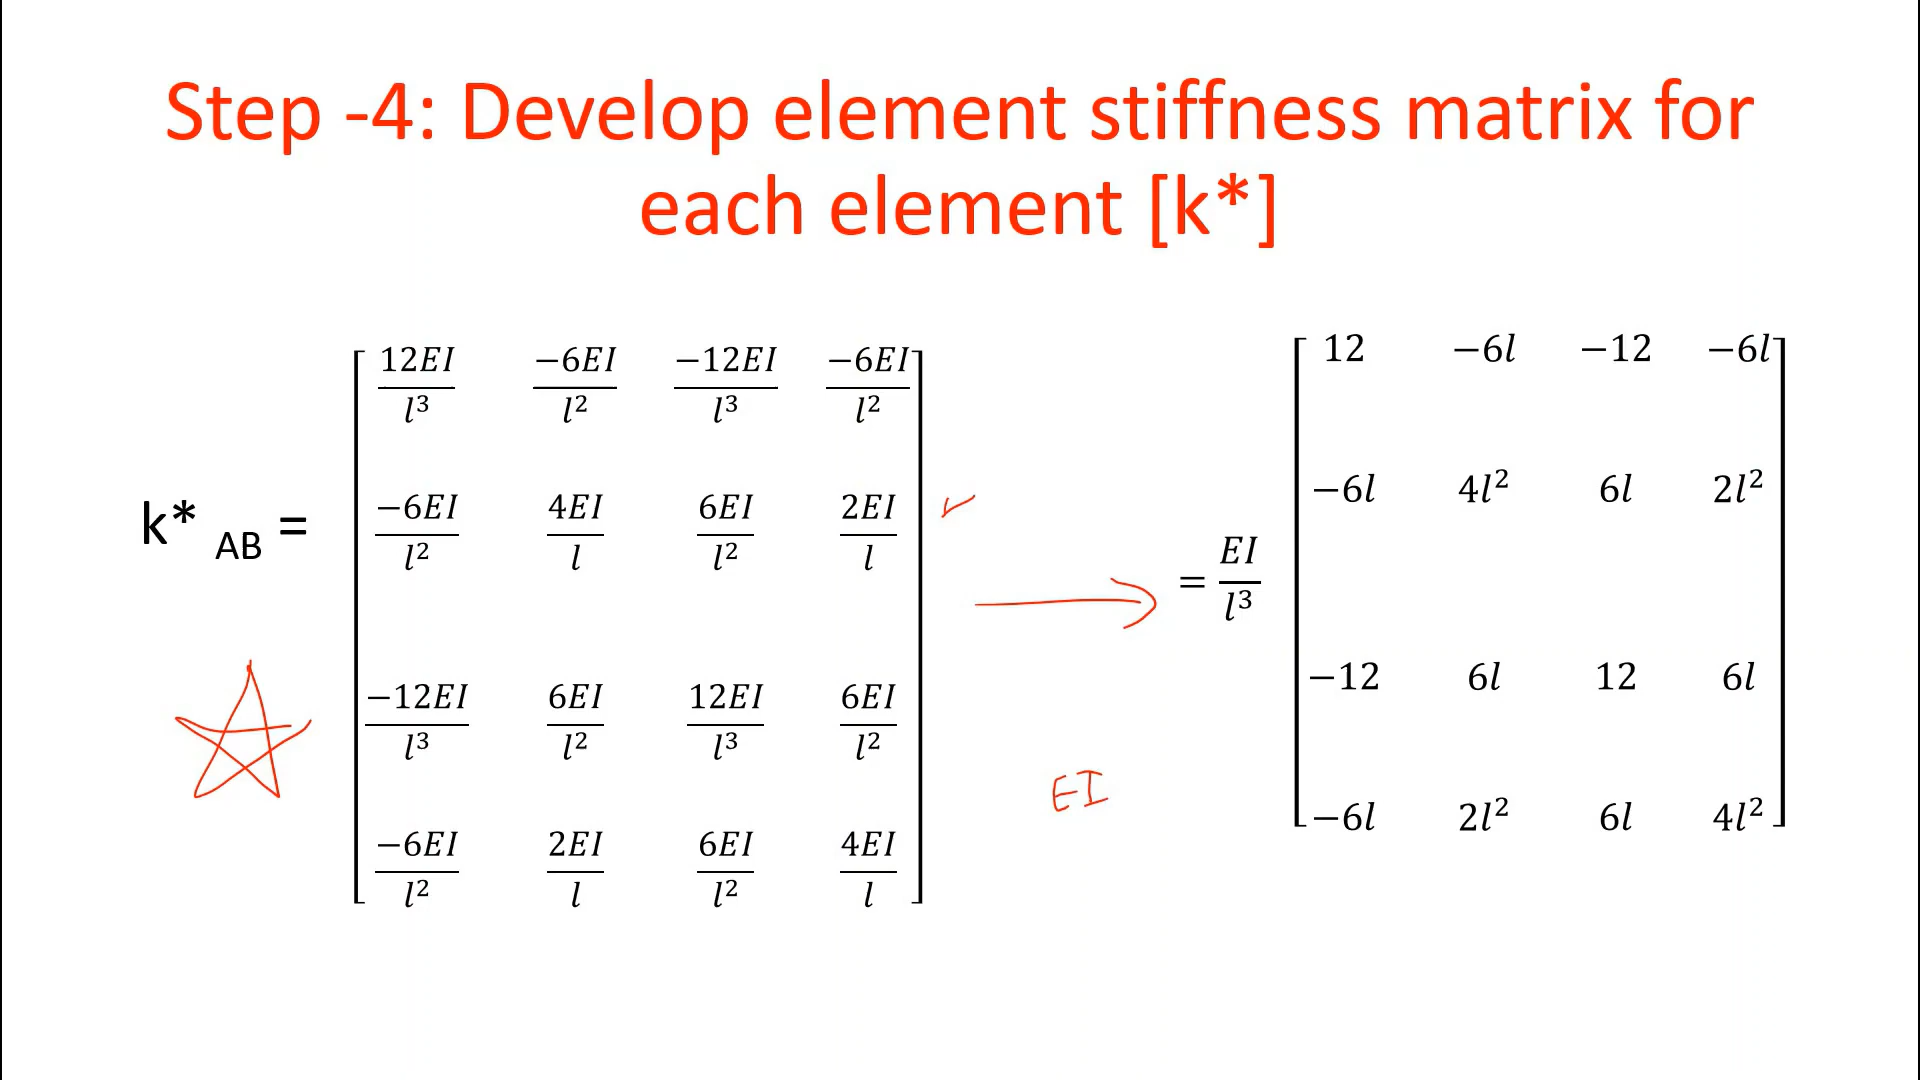 Step -4: Develop element stiffness matrix for
each element [k*]
k* AB =
12EI/l³ −6EI/l² −12EI/l³ −6EI/l²
−6EI/l² 4EI/l 6EI/l² 2EI/l
−12EI/l³ 6EI/l² 12EI/l³ 6EI/l²
−6EI/l² 2EI/l 6EI/l² 4EI/l
= EI/l³
12 −6l −12 −6l
−6l 4l² 6l 2l²
−12 6l 12 6l
−6l 2l² 6l 4l²
EI